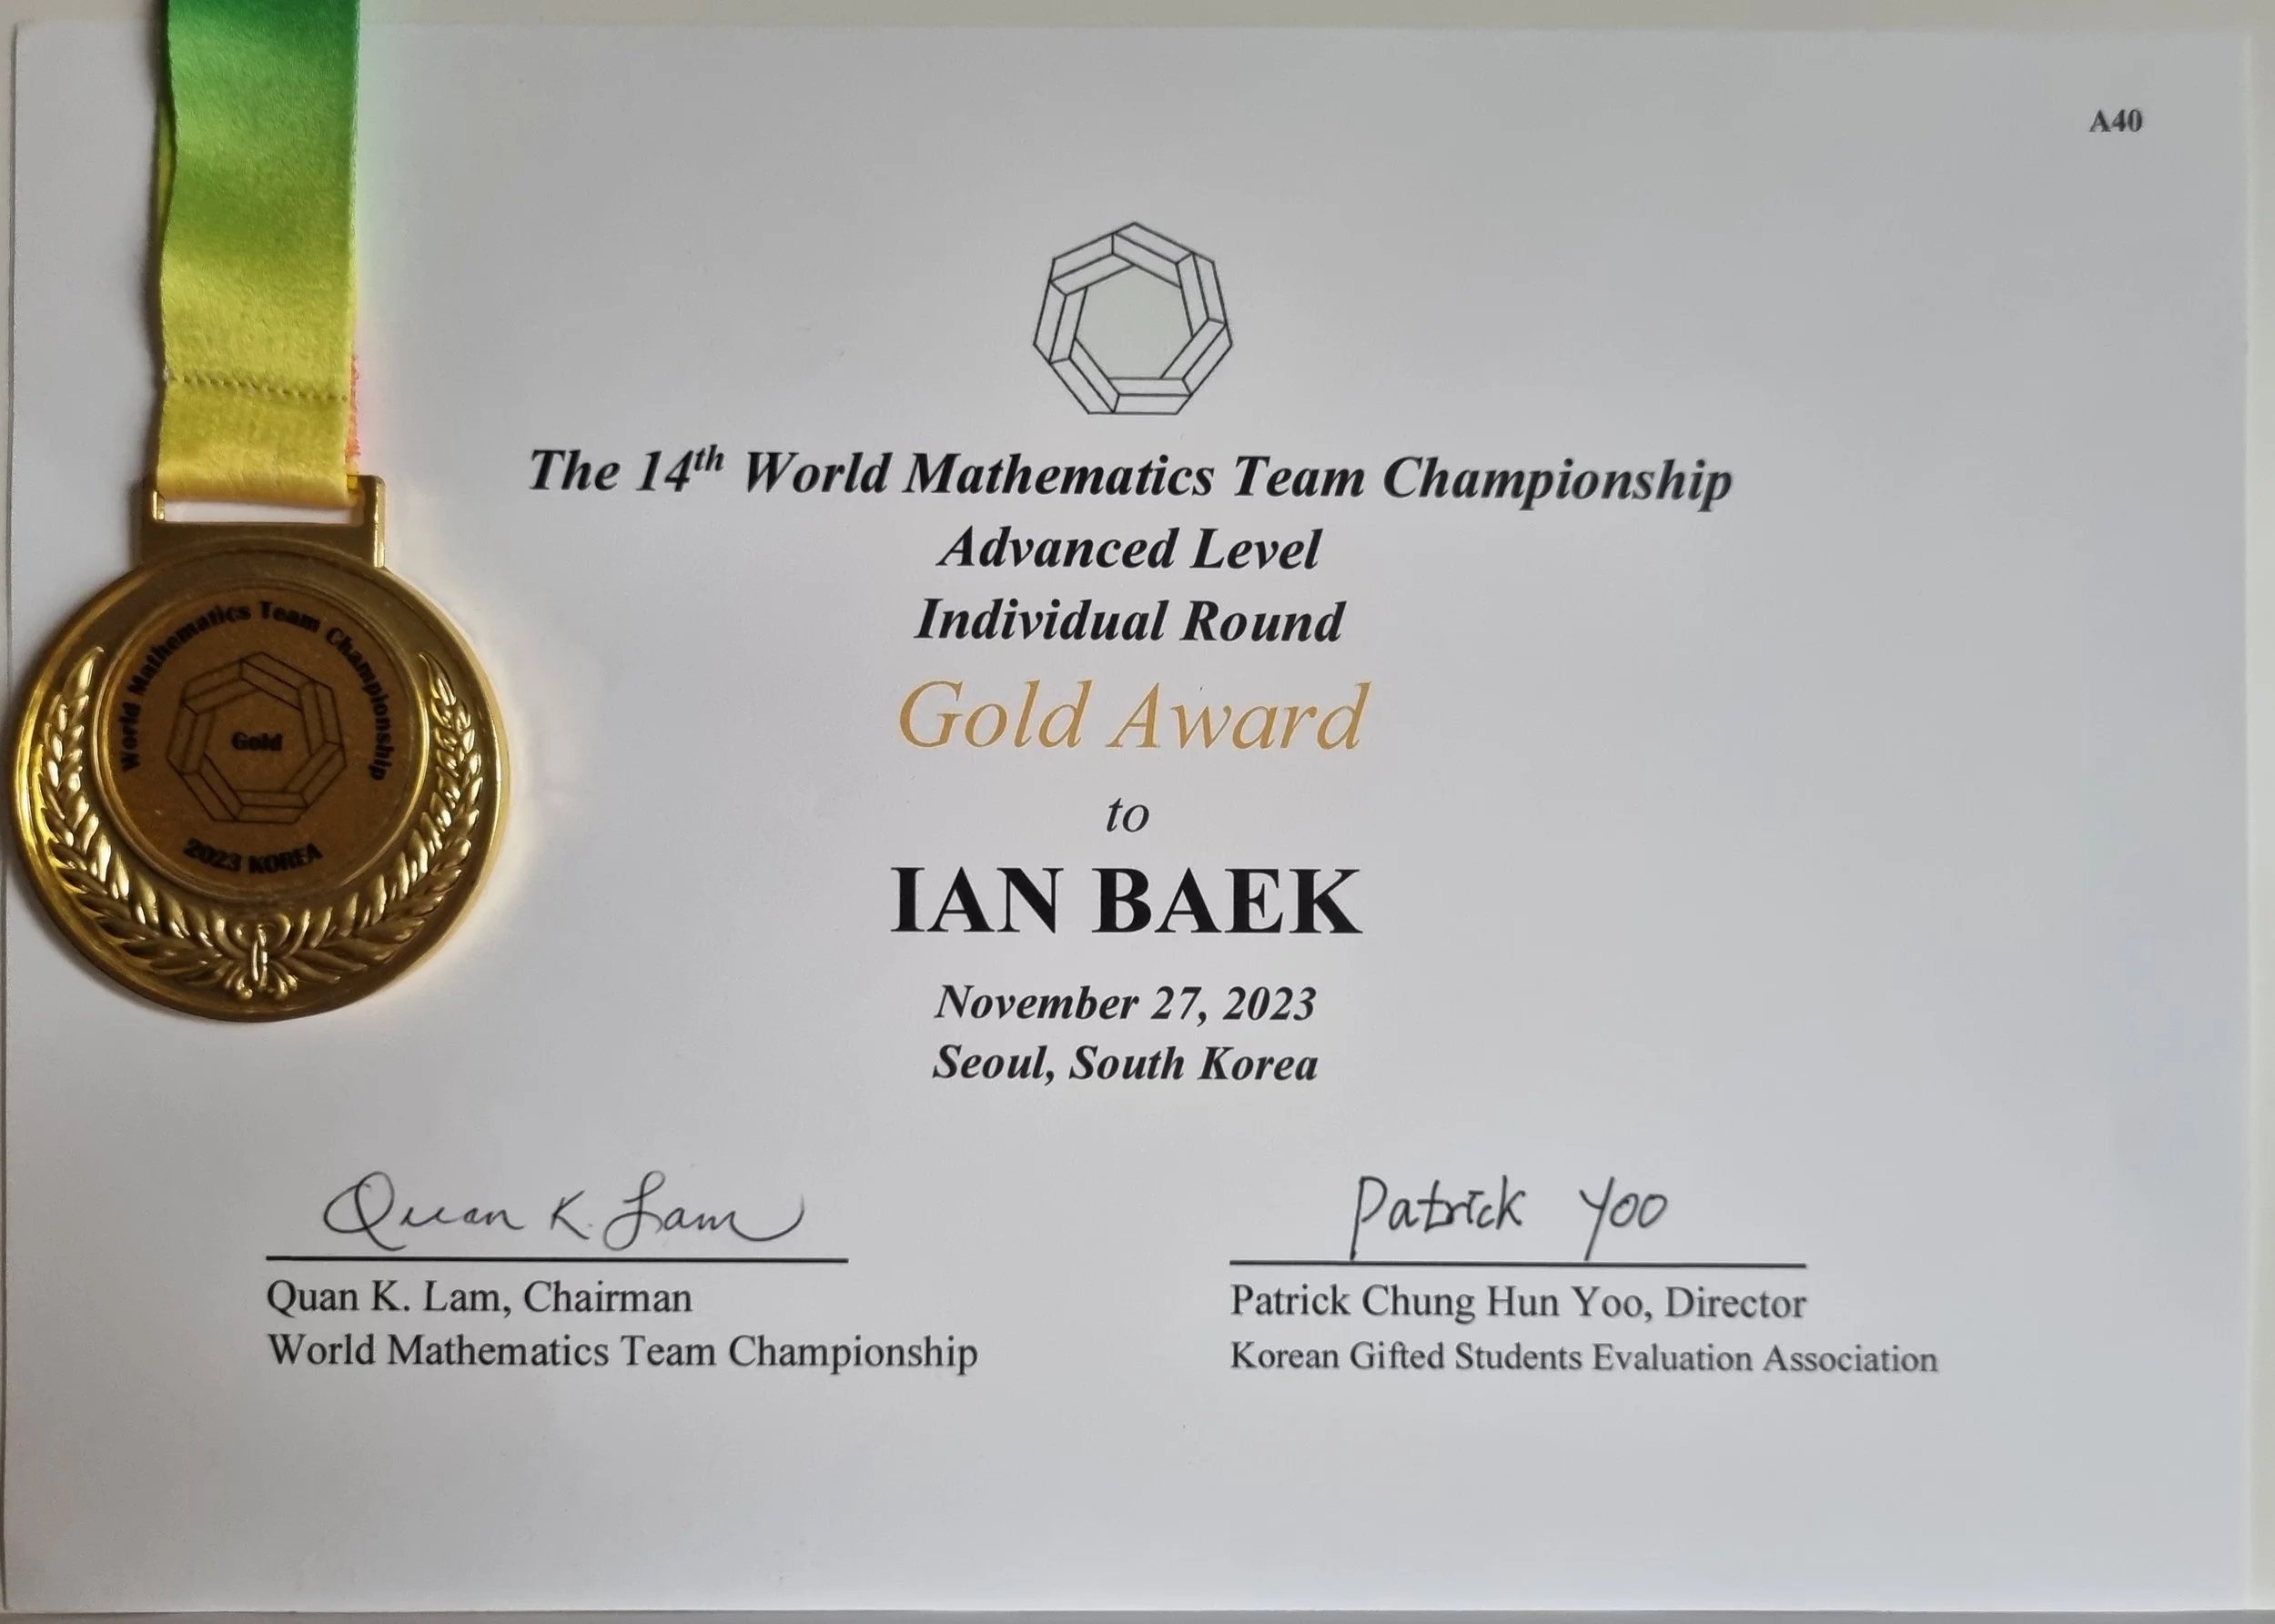 A40
The 14th World Mathematics Team Championship
Advanced Level
Individual Round
Gold Award
to
IAN BAEK
November 27, 2023
Seoul, South Korea
Quan K. Lam
Patrick Yoo
Quan K. Lam, Chairman
World Mathematics Team Championship
Patrick Chung Hun Yoo, Director
Korean Gifted Students Evaluation Association
World Mathematics Team Championship
Gold
2023 KOREA